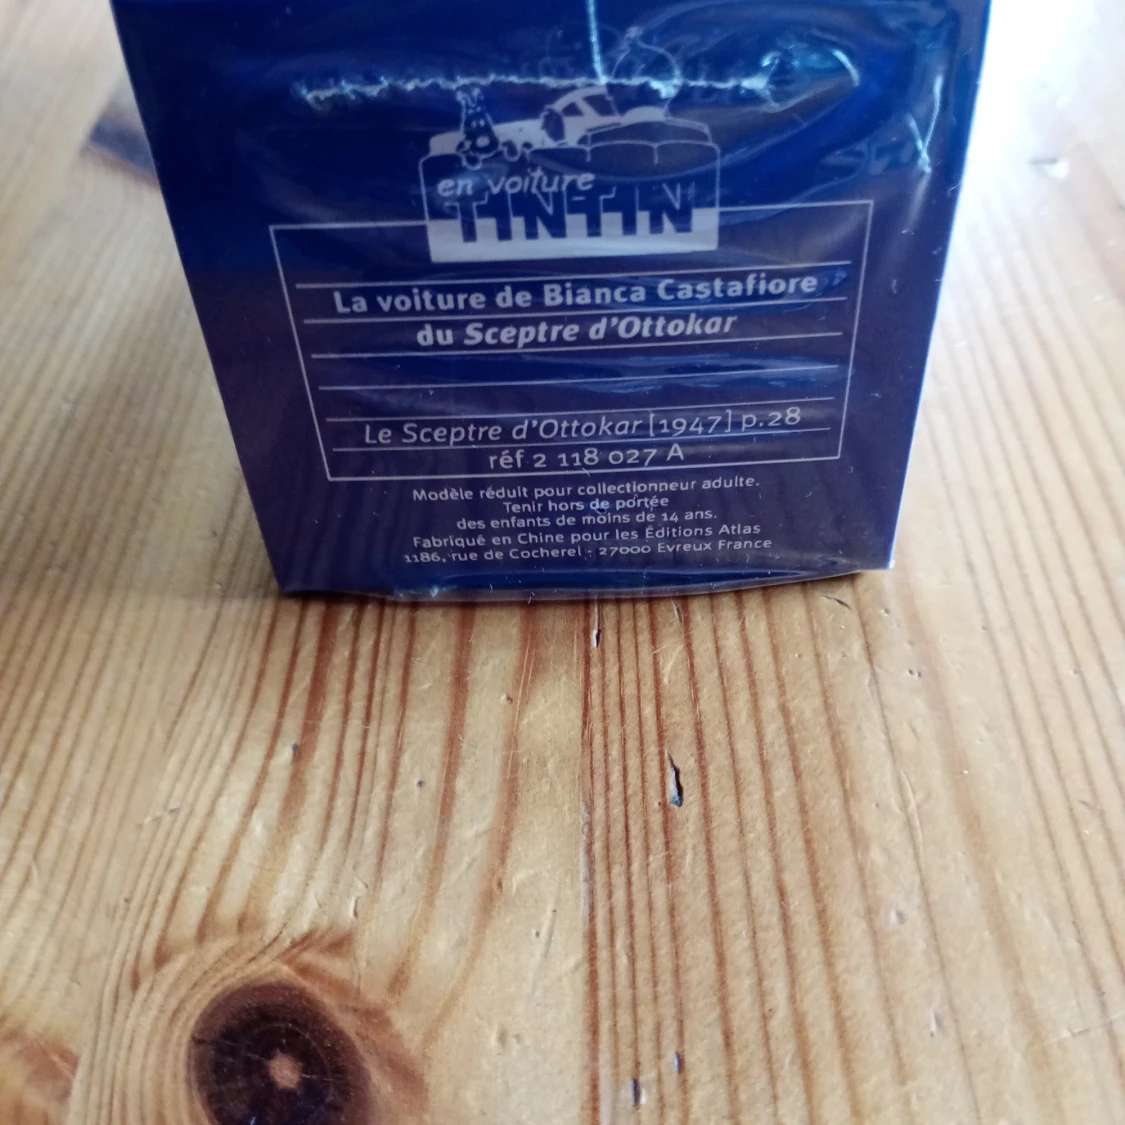 en voiture
TINTIN
La voiture de Bianca Castafiore
du Sceptre d'Ottokar
Le Sceptre d'Ottokar [1947] p.28
réf 2 118 027 A
Modèle réduit pour collectionneur adulte.
Tenir hors de portée
des enfants de moins de 14 ans.
Fabriqué en Chine pour les Éditions Atlas
1186, rue de Cocherel - 27000 Evreux France